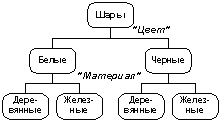 Шары
"Цвет"
Белые
Черные
"Материал"
Дере-
вянные
Желез-
ные
Дере-
вянные
Желез-
ные